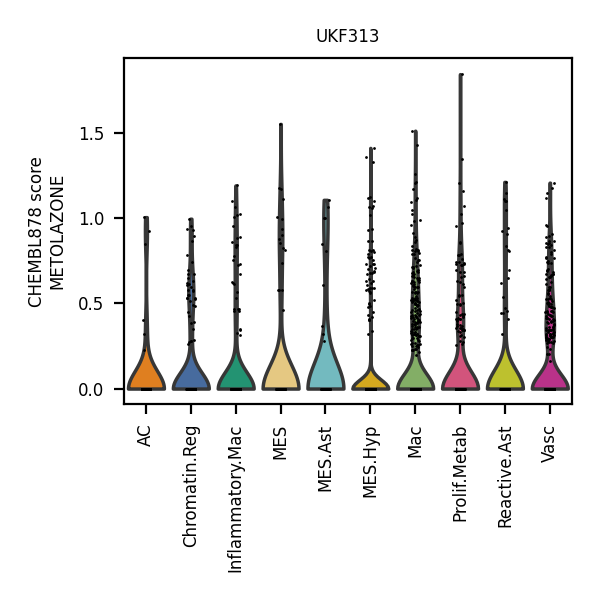 UKF313
CHEMBL878 score
METOLAZONE
1.5
1.0
0.5
0.0
AC
Chromatin.Reg
Inflammatory.Mac
MES
MES.Ast
MES.Hyp
Mac
Prolif.Metab
Reactive.Ast
Vasc